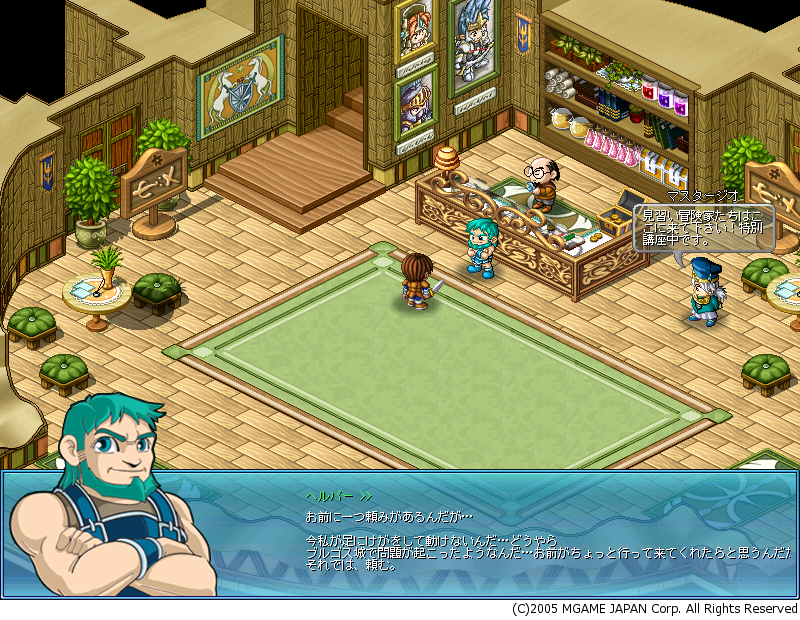 マスタージオ
見習い冒険家たちはこ
こに来て下さい！特別
講座中です。
ヘルパー >>
お前に一つ頼みがあるんだが…
今私が足にけがをして動けないんだ…どうやら
ブルゴス坡で問題が起こったようなんだ…お前がちょっと行って来てくれたらと思うんだが
それでは、頼む。
(C)2005 MGAME JAPAN Corp. All Rights Reserved